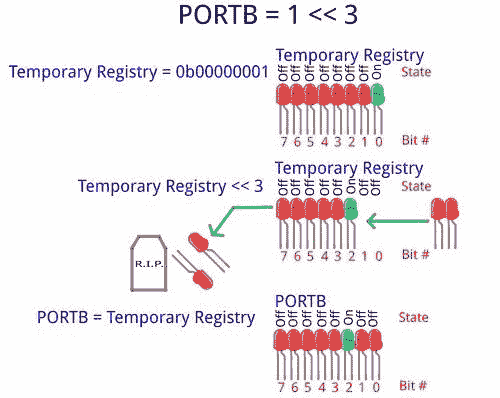 PORTB = 1 << 3
Temporary Registry
Temporary Registry = 0b00000001
Off Off Off Off Off Off Off On State
7 6 5 4 3 2 1 0 Bit #
Temporary Registry
Temporary Registry << 3
Off Off Off Off Off On Off Off State
R.I.P.
7 6 5 4 3 2 1 0 Bit #
PORTB
PORTB = Temporary Registry
Off Off Off Off Off On Off Off State
7 6 5 4 3 2 1 0 Bit #